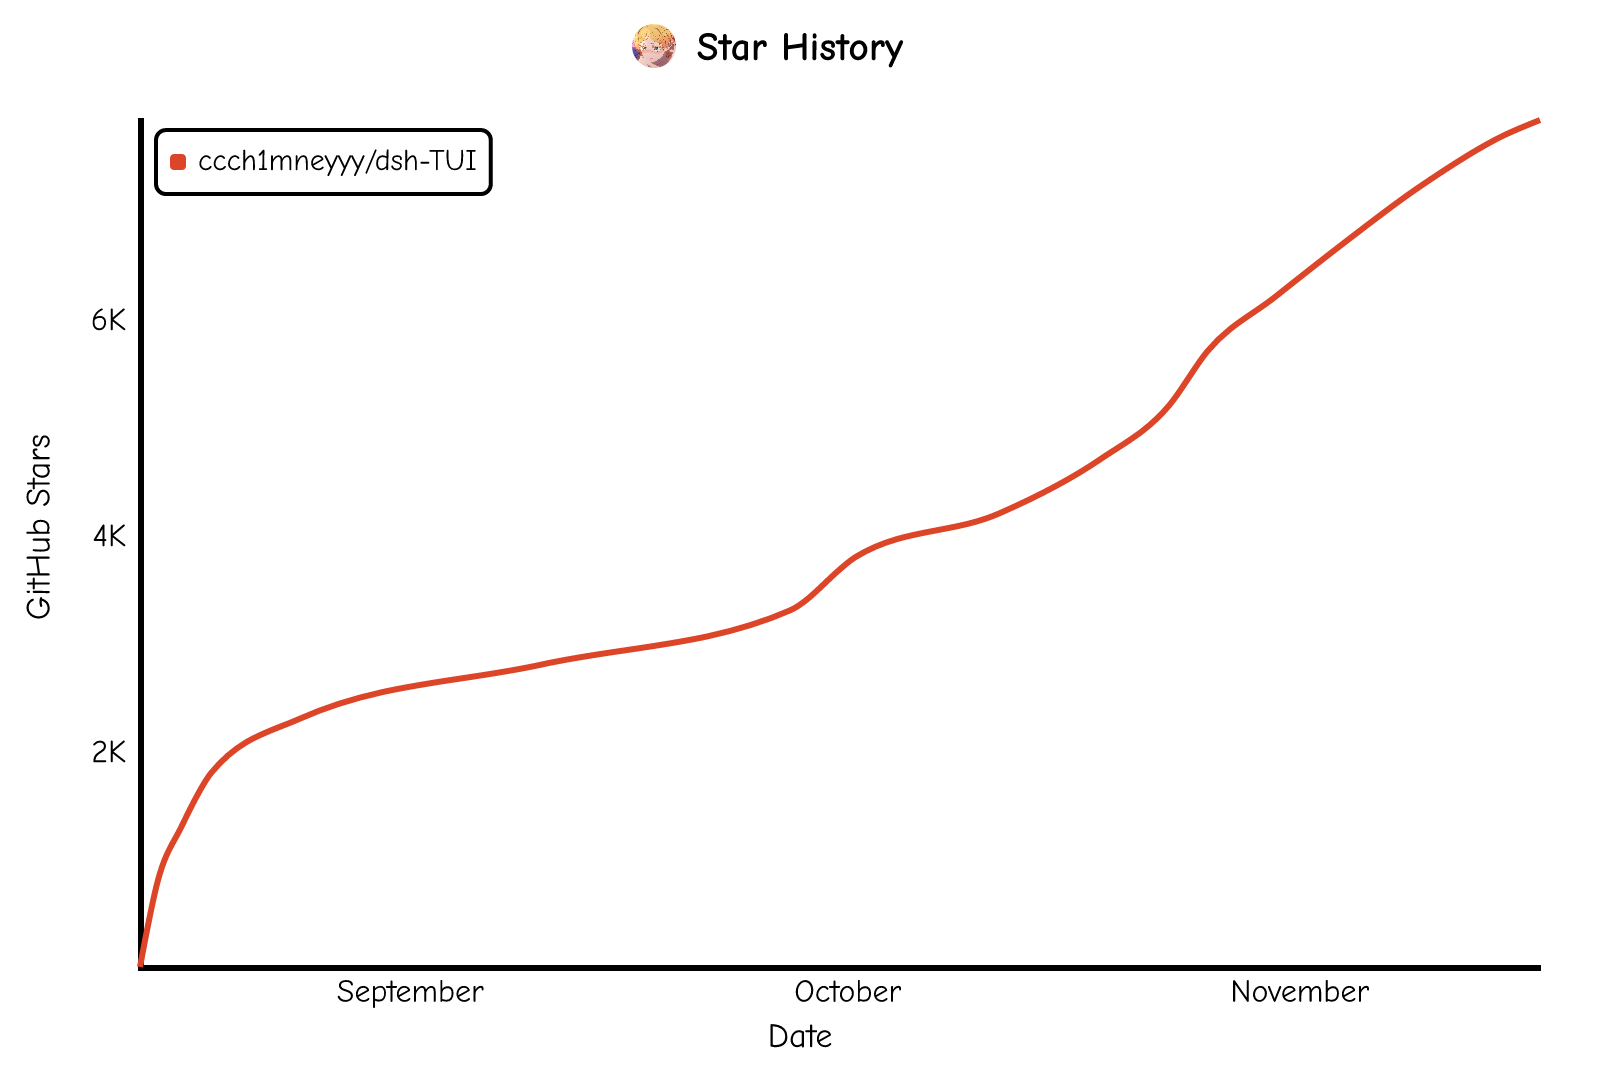 Star History
ccch1mneyyy/dsh-TUI
6K
4K
2K
GitHub Stars
September
October
November
Date